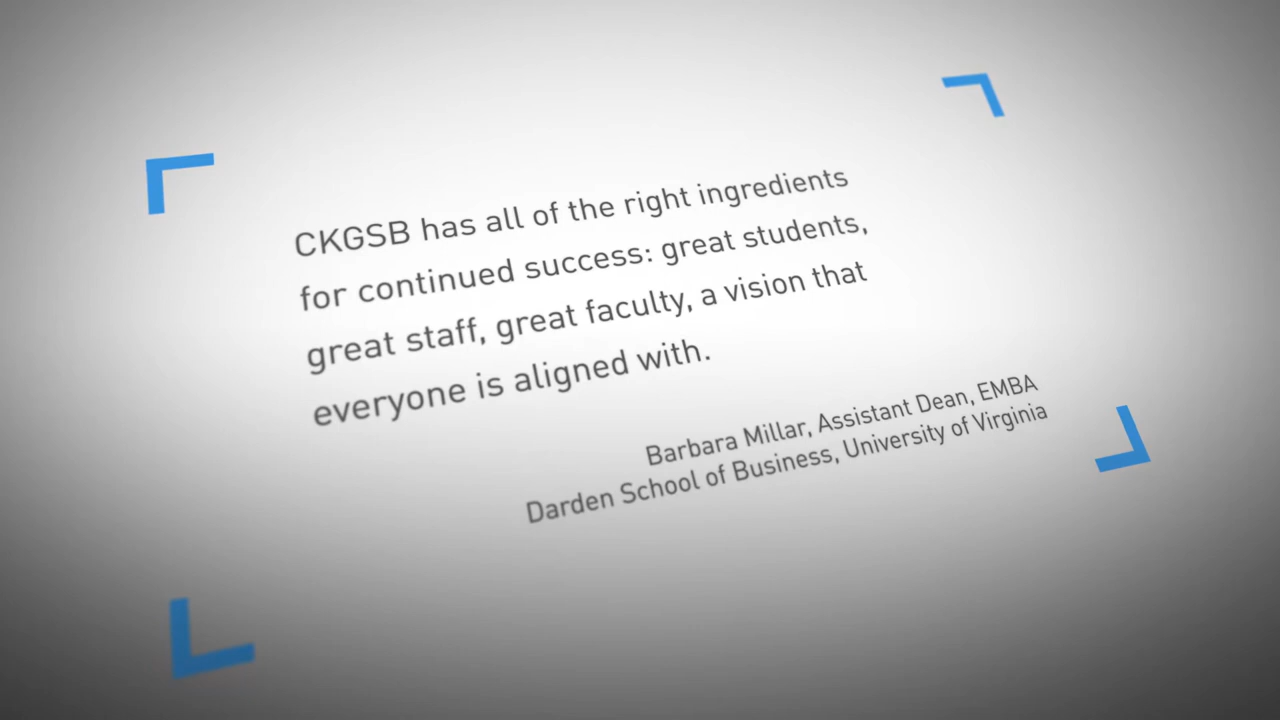 CKGSB has all of the right ingredients
for continued success: great students,
great staff, great faculty, a vision that
everyone is aligned with.
Barbara Millar, Assistant Dean, EMBA
Darden School of Business, University of Virginia